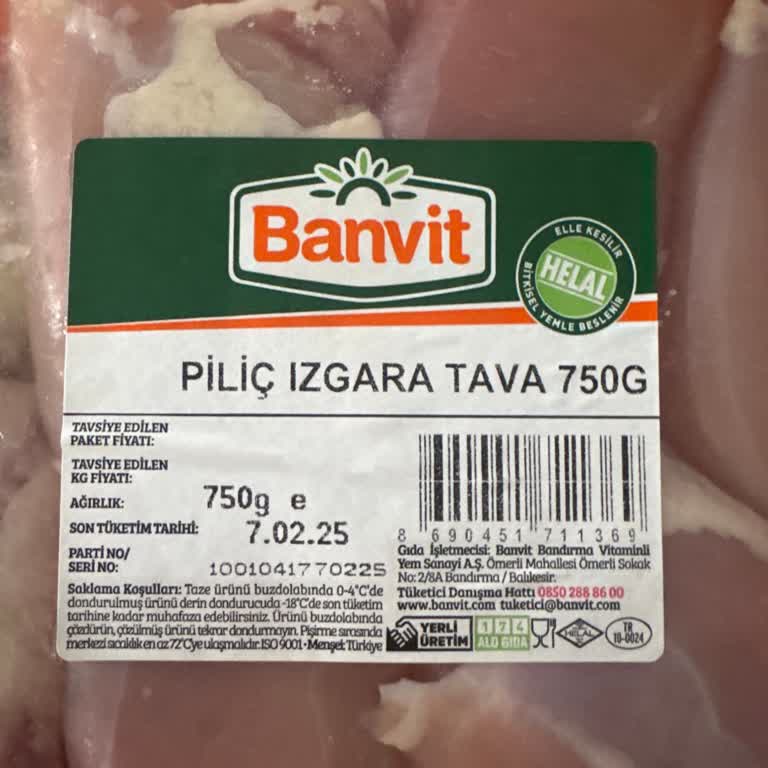 Banvit
ELLE KESİLİR
HELAL
BİTKİSEL YEMLE BESLENİR
PİLİÇ IZGARA TAVA 750G
TAVSİYE EDİLEN
PAKET FİYATI:
TAVSİYE EDİLEN
KG FİYATI:
AĞIRLIK: 750g e
SON TÜKETİM TARİHİ: 7.02.25
PARTİ NO/
SERİ NO: 1001041770225
8 690451 711369
Gıda İşletmecisi: Banvit Bandırma Vitaminli
Yem Sanayi A.Ş. Ömerli Mahallesi Ömerli Sokak
No: 2/8A Bandırma / Balıkesir.
Tüketici Danışma Hattı 0850 288 86 00
www.banvit.com tuketici@banvit.com
Saklama Koşulları: Taze ürünü buzdolabında 0-4°C'de
dondurulmuş ürünü derin dondurucuda -18°C'de son tüketim
tarihine kadar muhafaza edebilirsiniz. Ürünü buzdolabında
çözdürün, çözülmüş ürünü tekrar dondurmayın. Pişirme sırasında
merkezi sıcaklık en az 72°C'ye ulaşmalıdır. ISO 9001 • Menşei: Türkiye
YERLİ
ÜRETİM
174
ALO GIDA
HELAL
TR
10-0024